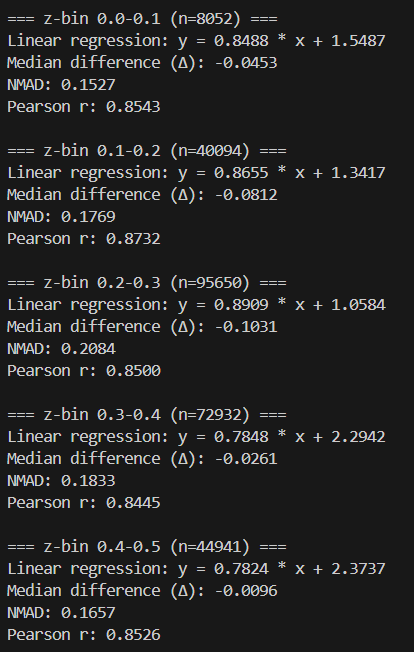 === z-bin 0.0-0.1 (n=8052) ===
Linear regression: y = 0.8488 * x + 1.5487
Median difference (Δ): -0.0453
NMAD: 0.1527
Pearson r: 0.8543

=== z-bin 0.1-0.2 (n=40094) ===
Linear regression: y = 0.8655 * x + 1.3417
Median difference (Δ): -0.0812
NMAD: 0.1769
Pearson r: 0.8732

=== z-bin 0.2-0.3 (n=95650) ===
Linear regression: y = 0.8909 * x + 1.0584
Median difference (Δ): -0.1031
NMAD: 0.2084
Pearson r: 0.8500

=== z-bin 0.3-0.4 (n=72932) ===
Linear regression: y = 0.7848 * x + 2.2942
Median difference (Δ): -0.0261
NMAD: 0.1833
Pearson r: 0.8445

=== z-bin 0.4-0.5 (n=44941) ===
Linear regression: y = 0.7824 * x + 2.3737
Median difference (Δ): -0.0096
NMAD: 0.1657
Pearson r: 0.8526